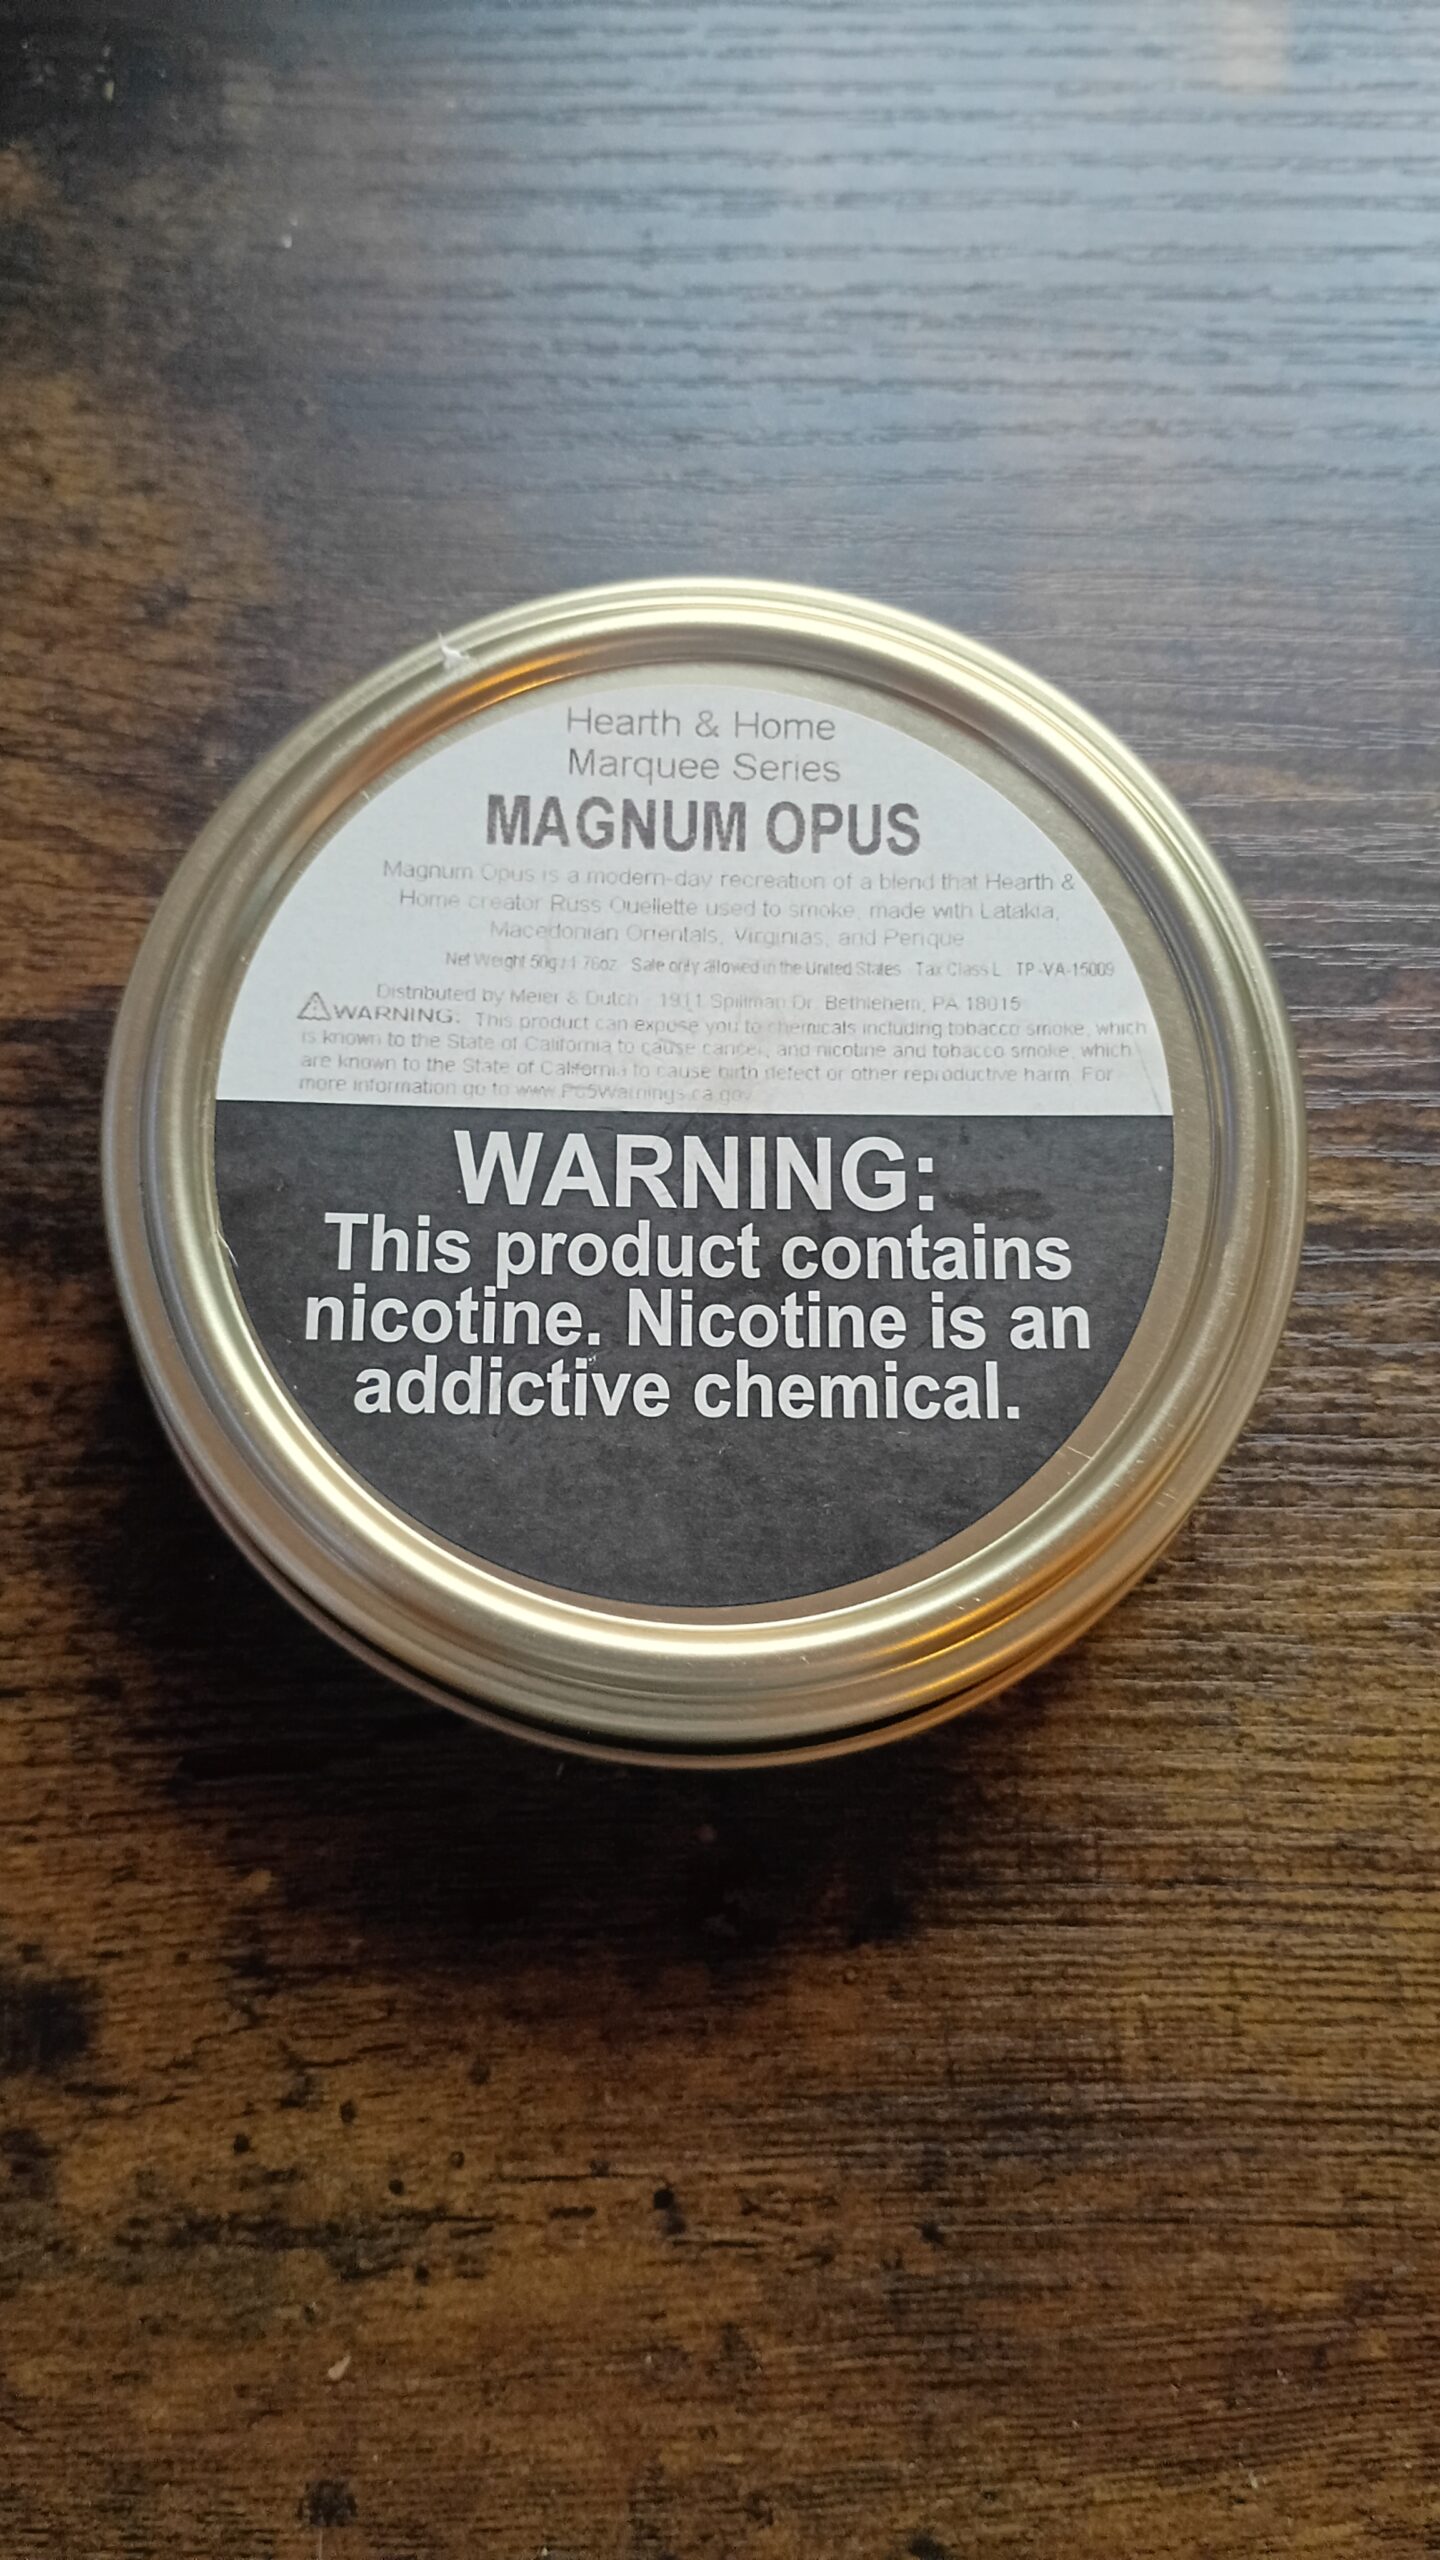 Hearth & Home
Marquee Series
MAGNUM OPUS
Magnum Opus is a modern-day recreation of a blend that Hearth &
Home creator Russ Ouellette used to smoke, made with Latakia,
Macedonian Orientals, Virginias, and Perique
Net Weight 50g / 1.76oz Sale only allowed in the United States Tax Class L TP-VA-15009
Distributed by Meier & Dutch 1911 Spillman Dr. Bethlehem, PA 18015
WARNING: This product can expose you to chemicals including tobacco smoke, which
is known to the State of California to cause cancer, and nicotine and tobacco smoke, which
are known to the State of California to cause birth defect or other reproductive harm. For
more information go to www.P65Warnings.ca.gov
WARNING:
This product contains
nicotine. Nicotine is an
addictive chemical.